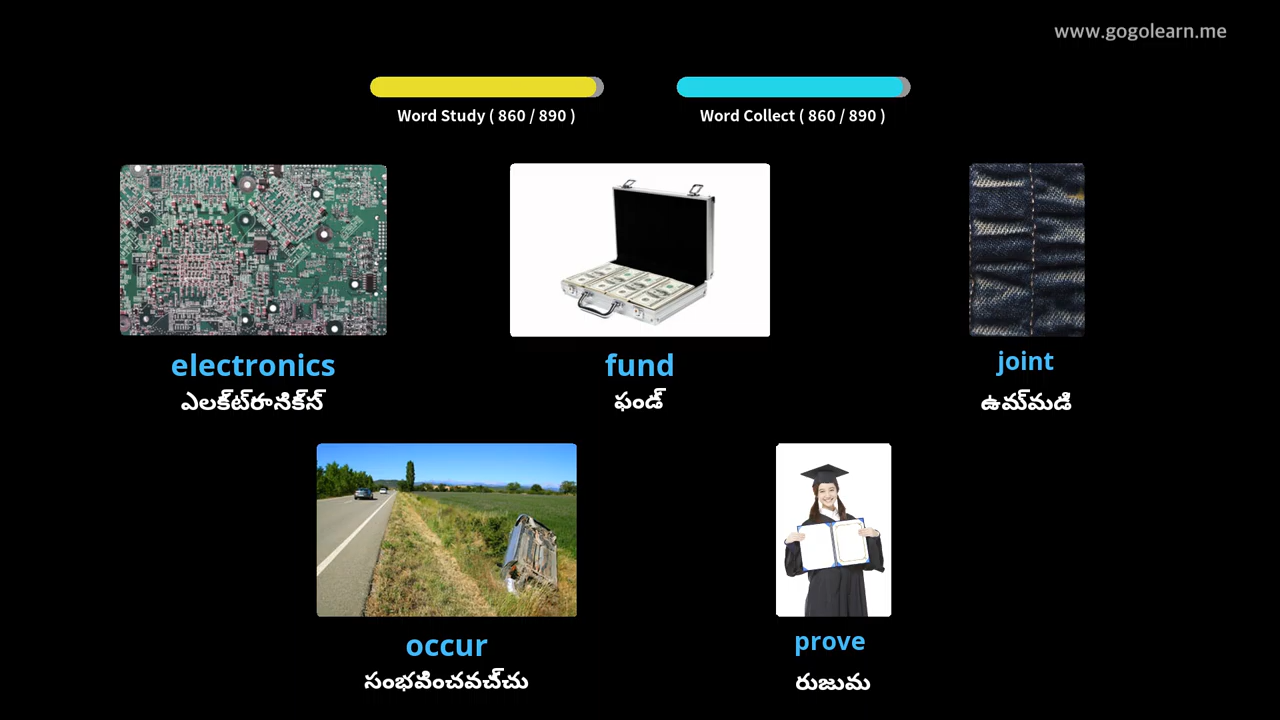 www.gogolearn.me
Word Study ( 860 / 890 )
Word Collect ( 860 / 890 )
electronics
ఎలక్ట్రానిక్స్
fund
ఫండ్
joint
ఉమ్మడి
occur
సంభవించవచ్చు
prove
రుజుమ